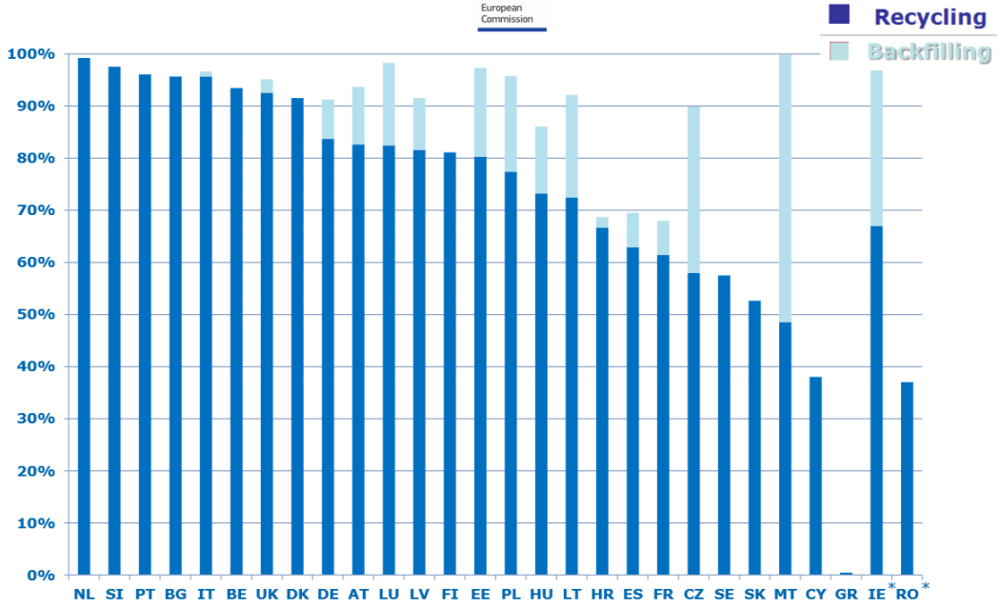 European
Commission
Recycling
Backfilling
100%
90%
80%
70%
60%
50%
40%
30%
20%
10%
0%
NL SI PT BG IT BE UK DK DE AT LU LV FI EE PL HU LT HR ES FR CZ SE SK MT CY GR IE * RO *